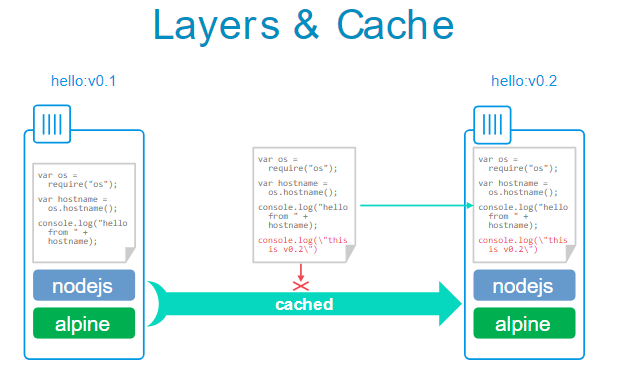 Layers & Cache
hello:v0.1
hello:v0.2
var os =
require("os");
var hostname =
os.hostname();
console.log("hello
from " +
hostname);
nodejs
alpine
var os =
require("os");
var hostname =
os.hostname();
console.log("hello
from " +
hostname);
console.log(\"this
is v0.2\")
cached
var os =
require("os");
var hostname =
os.hostname();
console.log("hello
from " +
hostname);
console.log(\"this
is v0.2\")
nodejs
alpine